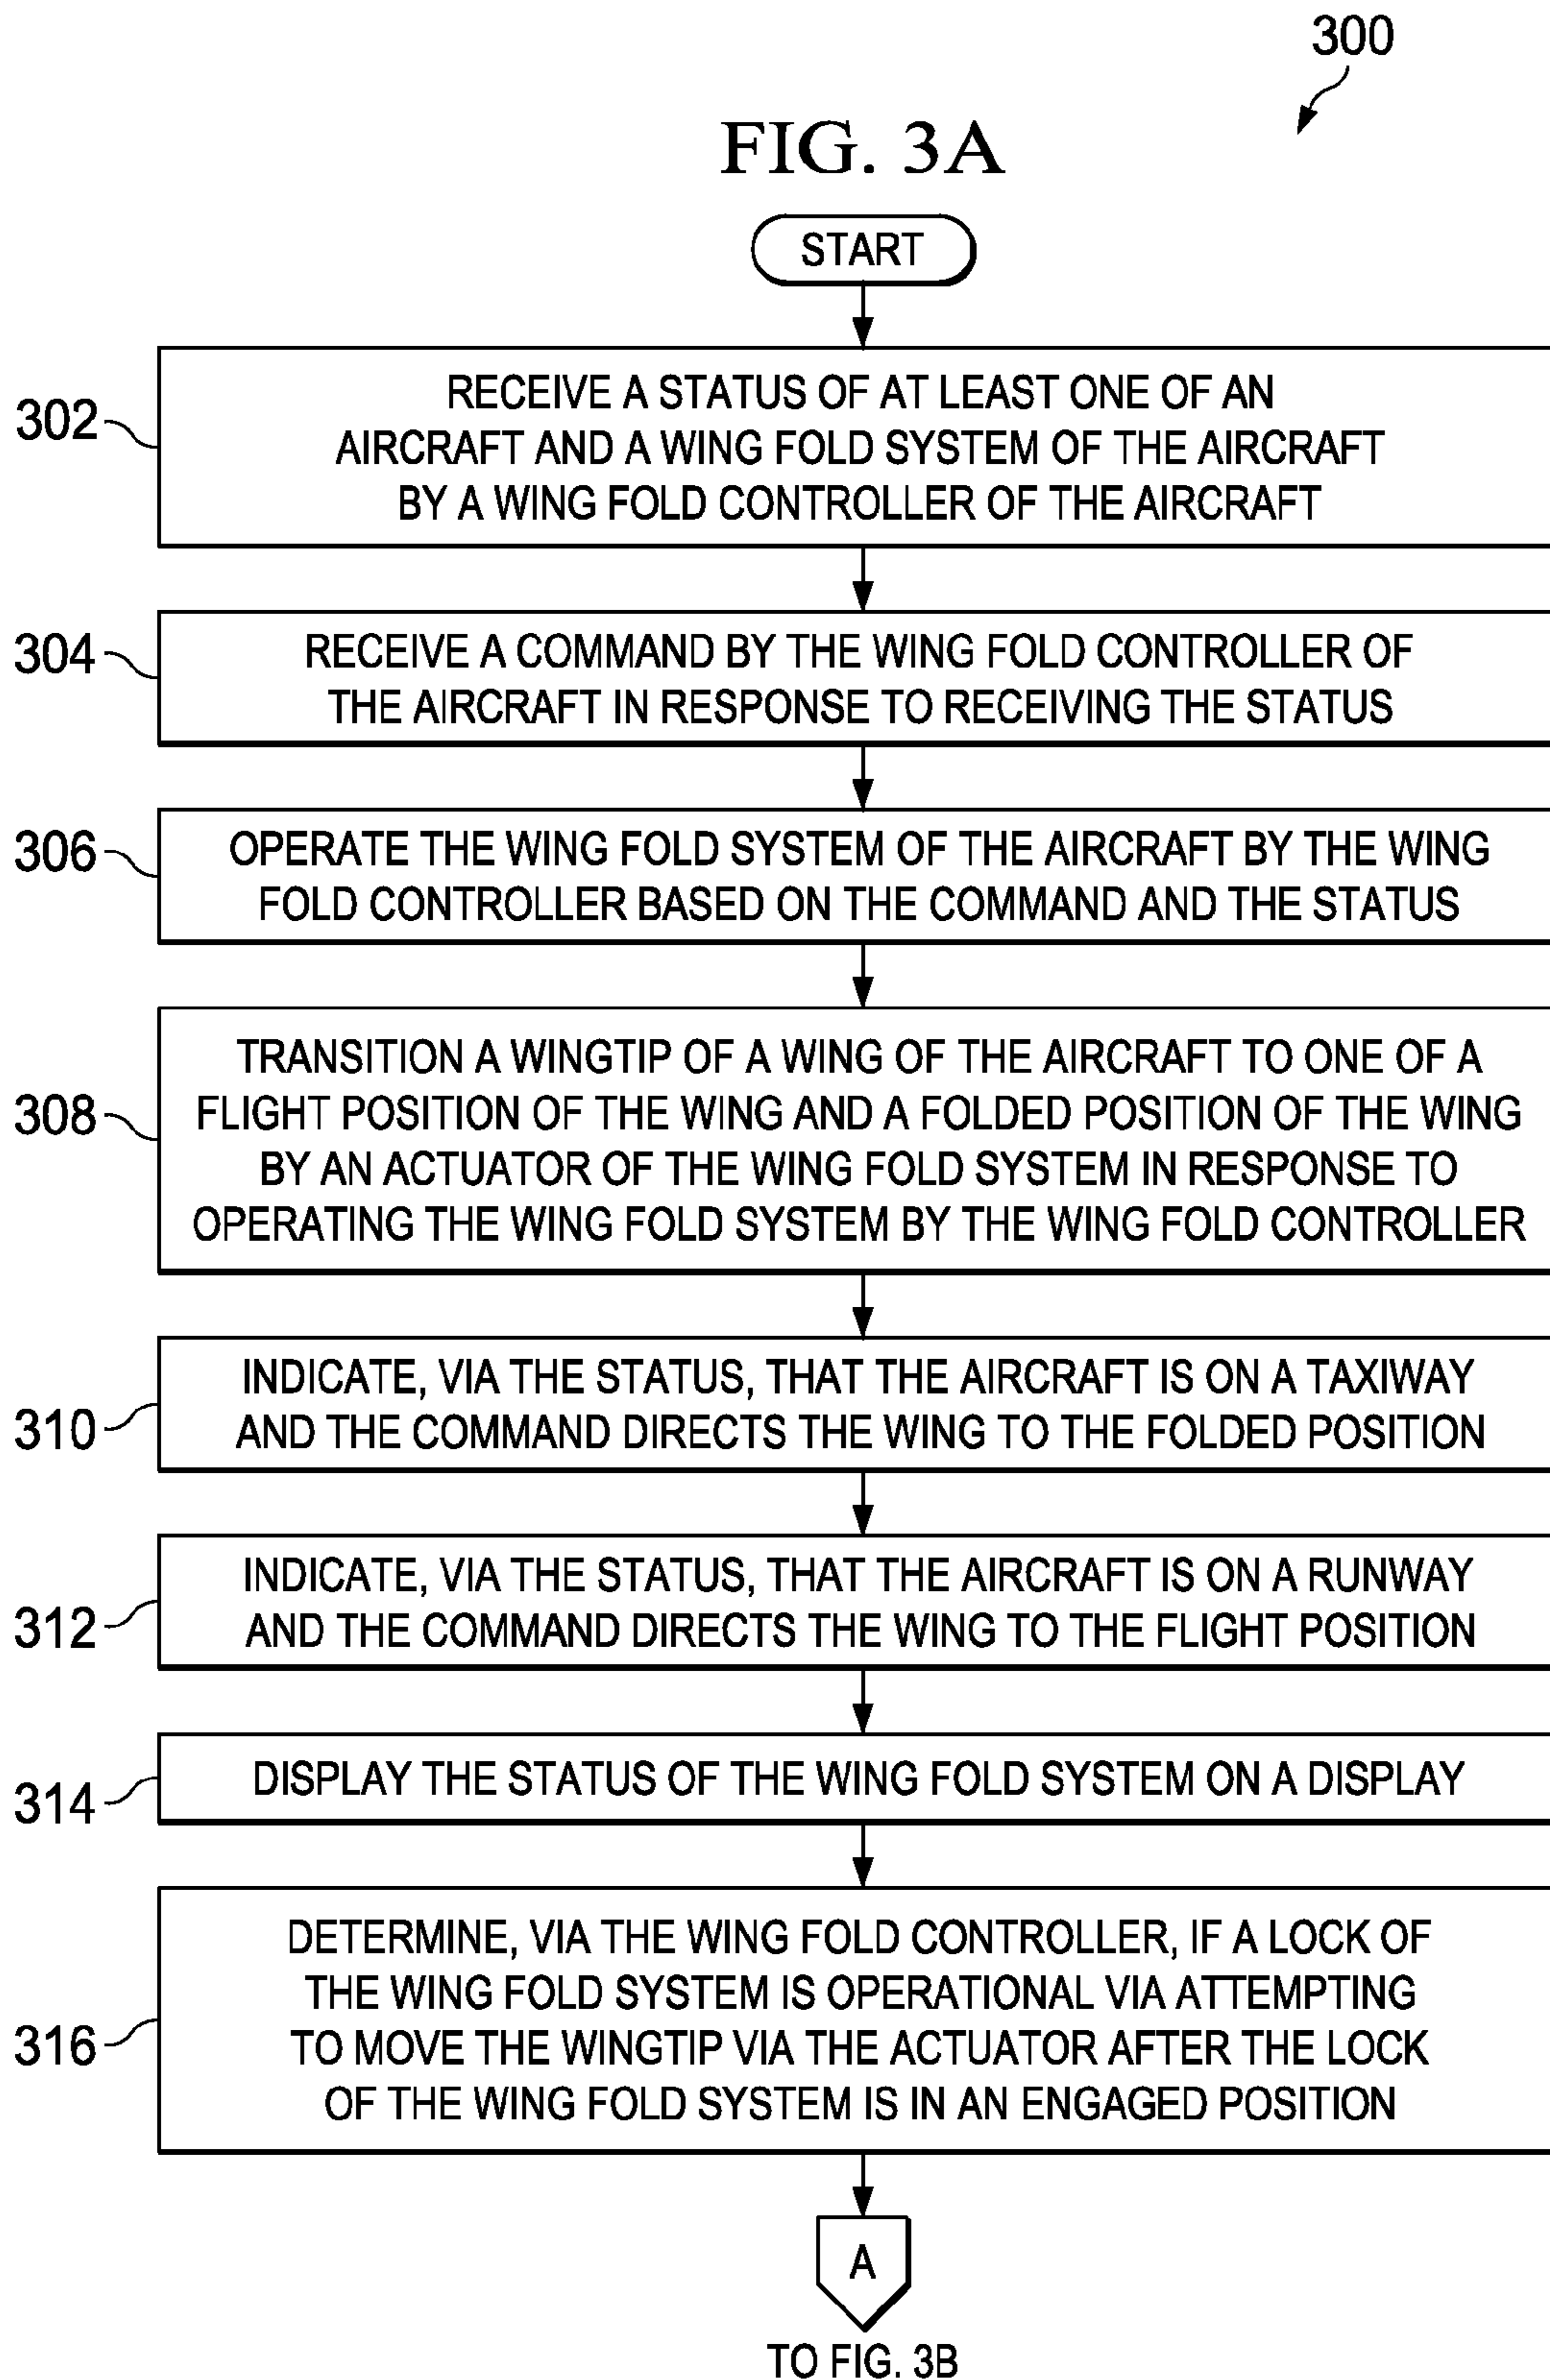 300
FIG. 3A
START
302
RECEIVE A STATUS OF AT LEAST ONE OF AN
AIRCRAFT AND A WING FOLD SYSTEM OF THE AIRCRAFT
BY A WING FOLD CONTROLLER OF THE AIRCRAFT
304
RECEIVE A COMMAND BY THE WING FOLD CONTROLLER OF
THE AIRCRAFT IN RESPONSE TO RECEIVING THE STATUS
306
OPERATE THE WING FOLD SYSTEM OF THE AIRCRAFT BY THE WING
FOLD CONTROLLER BASED ON THE COMMAND AND THE STATUS
308
TRANSITION A WINGTIP OF A WING OF THE AIRCRAFT TO ONE OF A
FLIGHT POSITION OF THE WING AND A FOLDED POSITION OF THE WING
BY AN ACTUATOR OF THE WING FOLD SYSTEM IN RESPONSE TO
OPERATING THE WING FOLD SYSTEM BY THE WING FOLD CONTROLLER
310
INDICATE, VIA THE STATUS, THAT THE AIRCRAFT IS ON A TAXIWAY
AND THE COMMAND DIRECTS THE WING TO THE FOLDED POSITION
312
INDICATE, VIA THE STATUS, THAT THE AIRCRAFT IS ON A RUNWAY
AND THE COMMAND DIRECTS THE WING TO THE FLIGHT POSITION
314
DISPLAY THE STATUS OF THE WING FOLD SYSTEM ON A DISPLAY
316
DETERMINE, VIA THE WING FOLD CONTROLLER, IF A LOCK OF
THE WING FOLD SYSTEM IS OPERATIONAL VIA ATTEMPTING
TO MOVE THE WINGTIP VIA THE ACTUATOR AFTER THE LOCK
OF THE WING FOLD SYSTEM IS IN AN ENGAGED POSITION
A
TO FIG. 3B